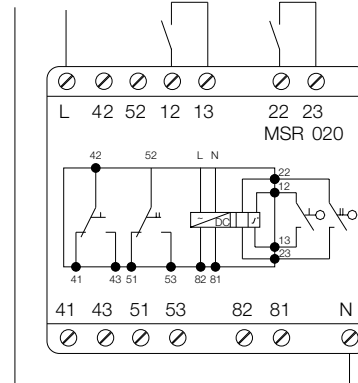 L 42 52 12 13 22 23
MSR 020
42 52 L N
22
12
~ DC
13
23
41 43 51 53 82 81
41 43 51 53 82 81 N